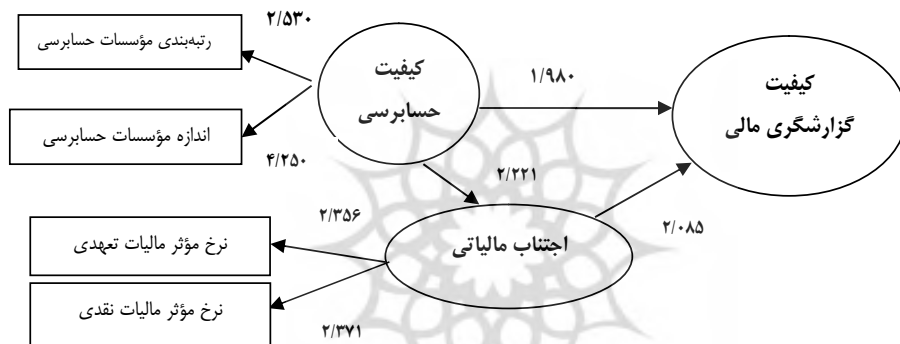 ۲/۵۳۰
رتبه‌بندی مؤسسات حسابرسی
کیفیت
حسابرسی
۱/۹۸۰
کیفیت
گزارشگری مالی
اندازه مؤسسات حسابرسی
۴/۲۵۰
۲/۲۲۱
۲/۳۵۶
۲/۰۸۵
نرخ مؤثر مالیات تعهدی
اجتناب مالیاتی
نرخ مؤثر مالیات نقدی
۲/۳۷۱